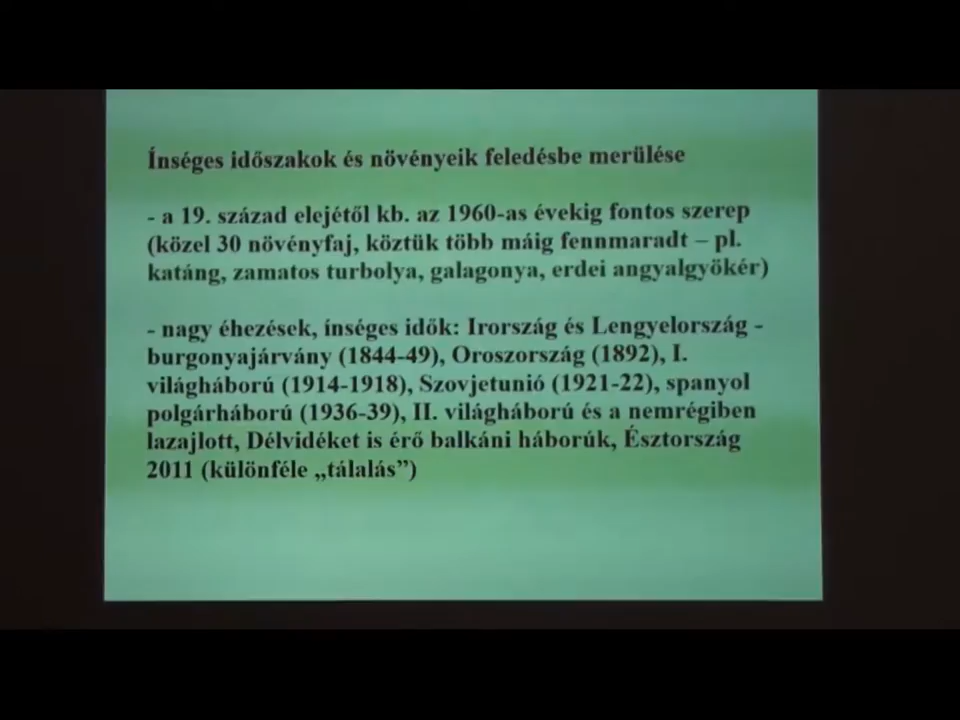 Ínséges időszakok és növényeik feledésbe merülése
- a 19. század elejétől kb. az 1960-as évekig fontos szerep
(közel 30 növényfaj, köztük több máig fennmaradt – pl.
katáng, zamatos turbolya, galagonya, erdei angyalgyökér)
- nagy éhezések, ínséges idők: Irország és Lengyelország -
burgonyajárvány (1844-49), Oroszország (1892), I.
világháború (1914-1918), Szovjetunió (1921-22), spanyol
polgárháború (1936-39), II. világháború és a nemrégiben
lazajlott, Délvidéket is érő balkáni háborúk, Észtország
2011 (különféle „tálalás”)